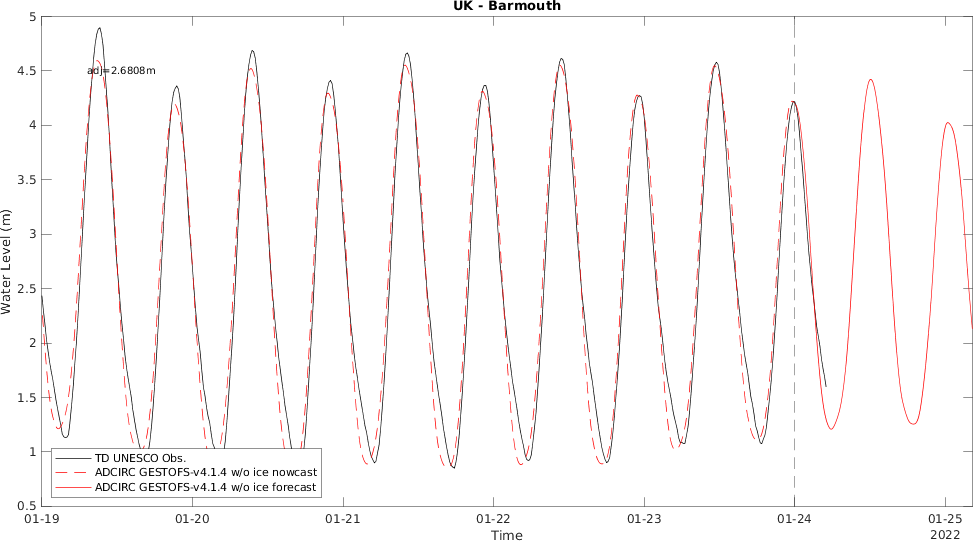 UK - Barmouth
5
4.5
4
3.5
3
2.5
2
1.5
1
0.5
Water Level (m)
adj=2.6808m
TD UNESCO Obs.
ADCIRC GESTOFS-v4.1.4 w/o ice nowcast
ADCIRC GESTOFS-v4.1.4 w/o ice forecast
01-19 01-20 01-21 01-22 01-23 01-24 01-25
Time
2022